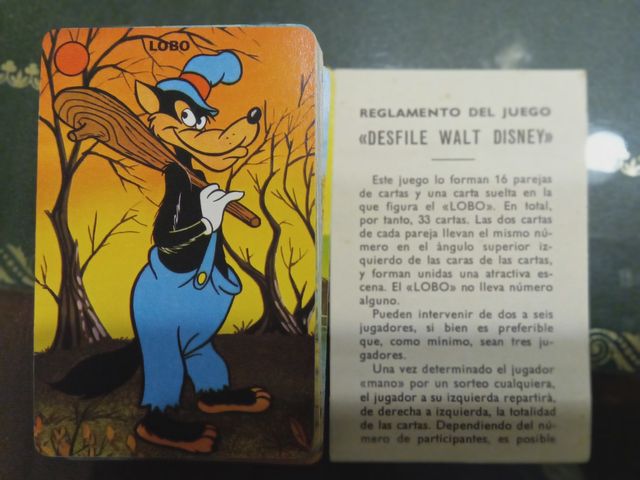 LOBO
REGLAMENTO DEL JUEGO
«DESFILE WALT DISNEY»
Este juego lo forman 16 parejas
de cartas y una carta suelta en la
que figura el «LOBO». En total,
por tanto, 33 cartas. Las dos cartas
de cada pareja llevan el mismo nú-
mero en el ángulo superior iz-
quierdo de las caras de las cartas,
y forman unidas una atractiva es-
cena. El «LOBO» no lleva número
alguno.
Pueden intervenir de dos a seis
jugadores, si bien es preferible
que, como mínimo, sean tres ju-
gadores.
Una vez determinado el jugador
«mano» por un sorteo cualquiera,
el jugador a su izquierda repartirá,
de derecha a izquierda, la totalidad
de las cartas. Dependiendo del nú-
mero de participantes, es posible